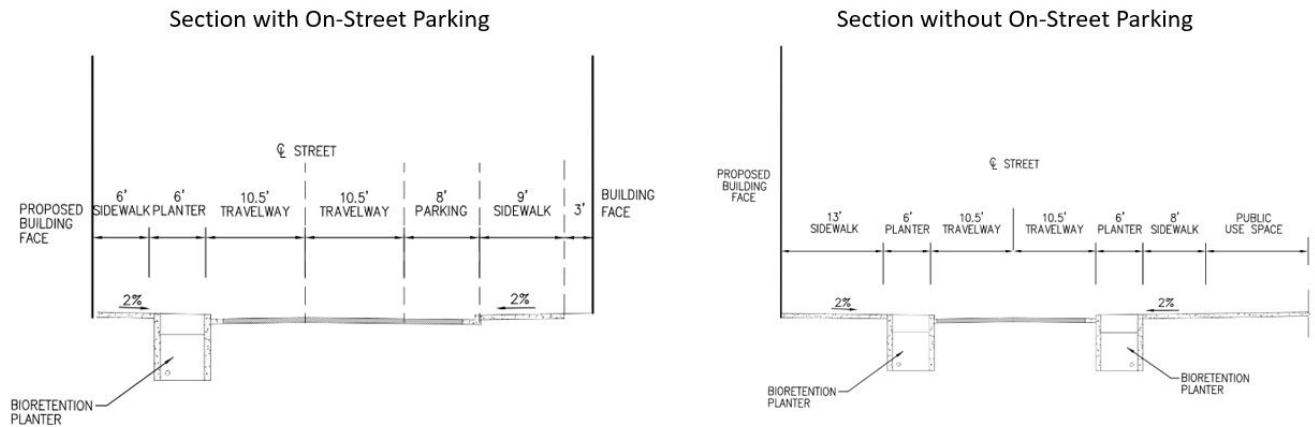 Section with On-Street Parking
℄ STREET
PROPOSED
BUILDING
FACE
6'
SIDEWALK
6'
PLANTER
10.5'
TRAVELWAY
10.5'
TRAVELWAY
8'
PARKING
9'
SIDEWALK
3'
BUILDING
FACE
2%
2%
BIORETENTION
PLANTER
Section without On-Street Parking
℄ STREET
PROPOSED
BUILDING
FACE
13'
SIDEWALK
6'
PLANTER
10.5'
TRAVELWAY
10.5'
TRAVELWAY
6'
PLANTER
8'
SIDEWALK
PUBLIC
USE SPACE
2%
2%
BIORETENTION
PLANTER
BIORETENTION
PLANTER